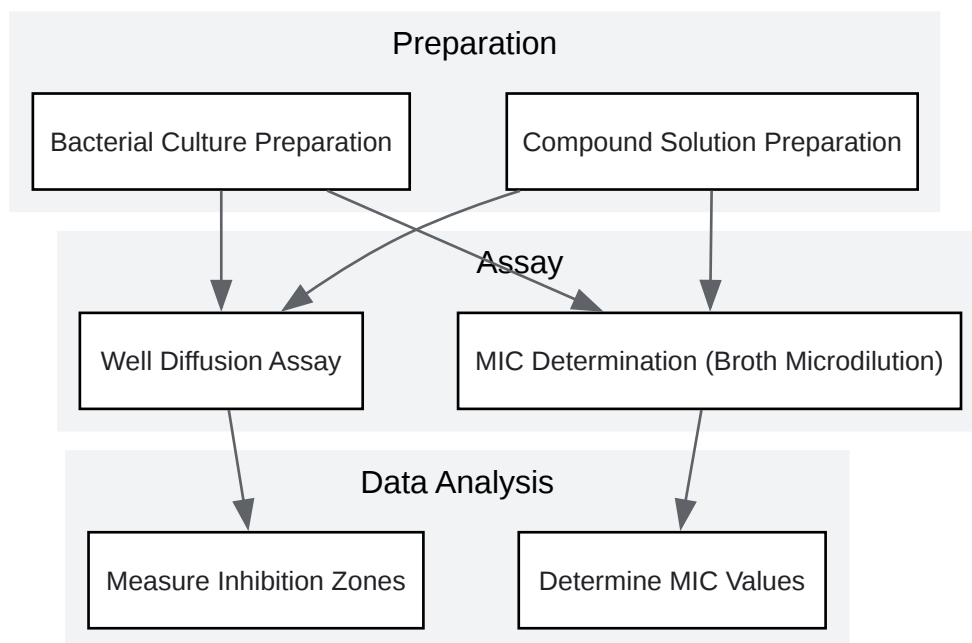 Preparation
Bacterial Culture Preparation
Compound Solution Preparation
Assay
Well Diffusion Assay
MIC Determination (Broth Microdilution)
Data Analysis
Measure Inhibition Zones
Determine MIC Values